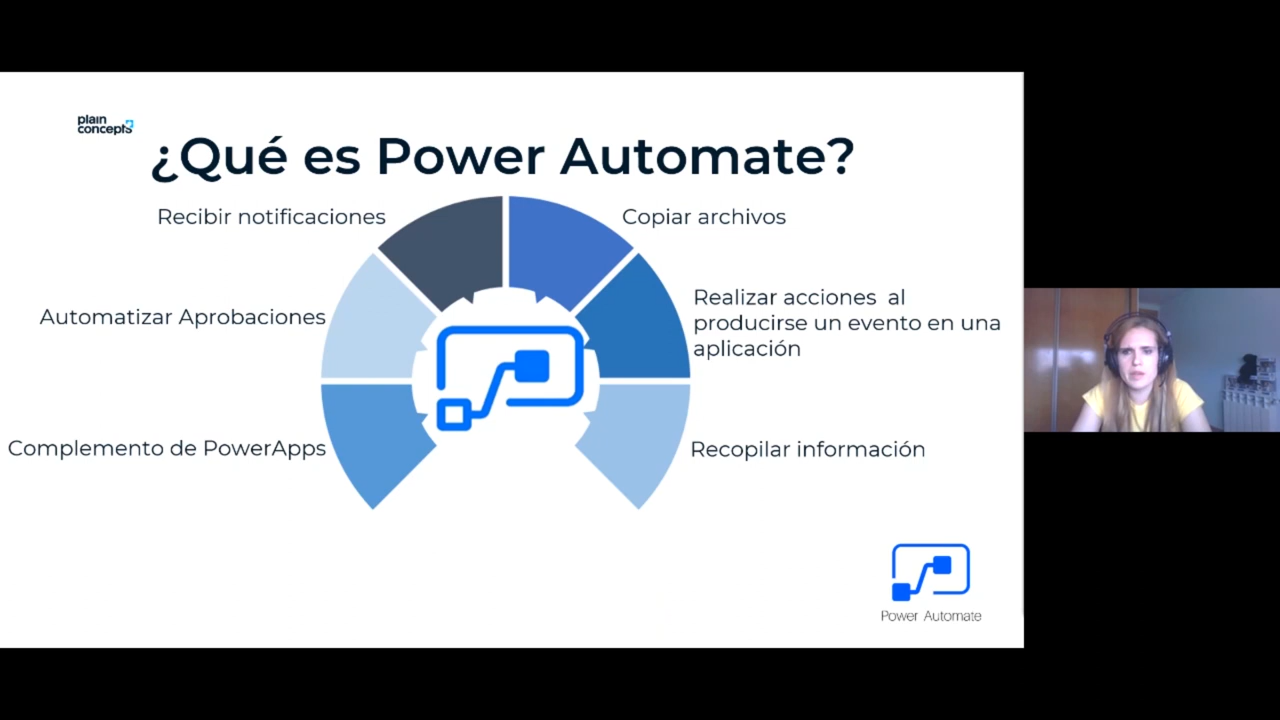 plain
concepts
¿Qué es Power Automate?
Recibir notificaciones
Copiar archivos
Automatizar Aprobaciones
Realizar acciones al
producirse un evento en una
aplicación
Complemento de PowerApps
Recopilar información
Power Automate